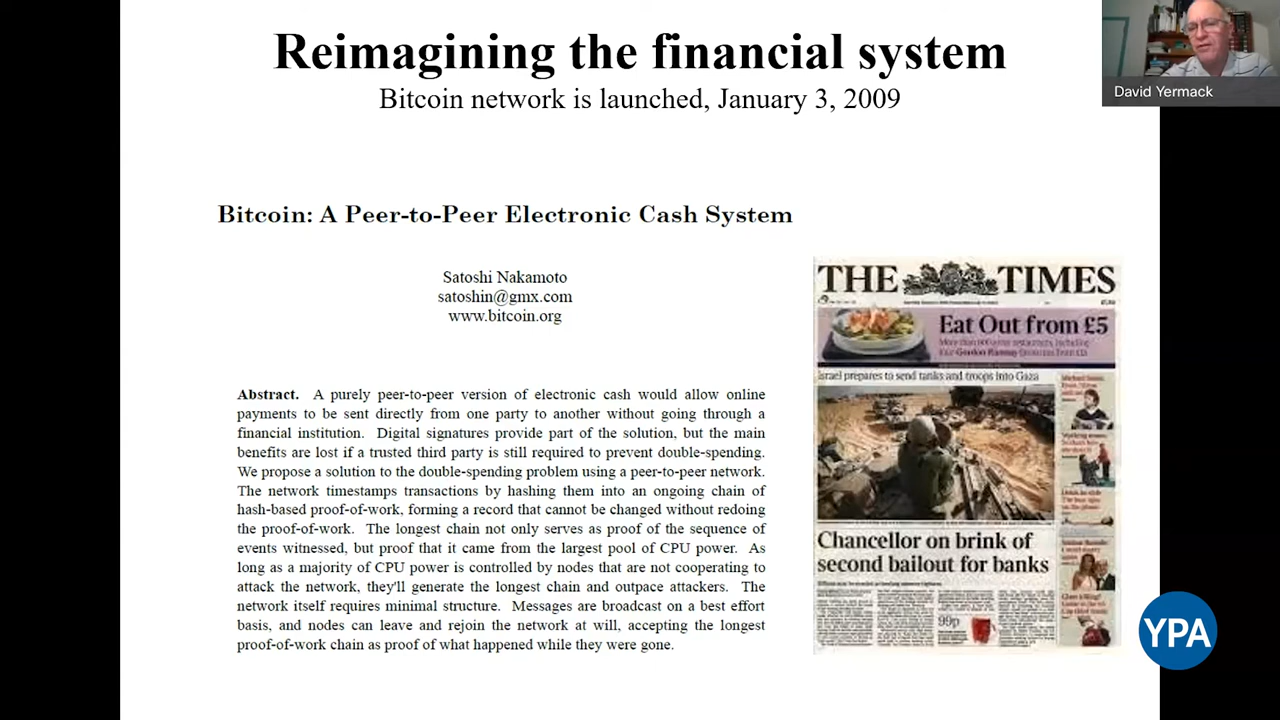 Reimagining the financial system
Bitcoin network is launched, January 3, 2009
David Yermack
Bitcoin: A Peer-to-Peer Electronic Cash System
Satoshi Nakamoto
satoshin@gmx.com
www.bitcoin.org
Abstract. A purely peer-to-peer version of electronic cash would allow online
payments to be sent directly from one party to another without going through a
financial institution. Digital signatures provide part of the solution, but the main
benefits are lost if a trusted third party is still required to prevent double-spending.
We propose a solution to the double-spending problem using a peer-to-peer network.
The network timestamps transactions by hashing them into an ongoing chain of
hash-based proof-of-work, forming a record that cannot be changed without redoing
the proof-of-work. The longest chain not only serves as proof of the sequence of
events witnessed, but proof that it came from the largest pool of CPU power. As
long as a majority of CPU power is controlled by nodes that are not cooperating to
attack the network, they'll generate the longest chain and outpace attackers. The
network itself requires minimal structure. Messages are broadcast on a best effort
basis, and nodes can leave and rejoin the network at will, accepting the longest
proof-of-work chain as proof of what happened while they were gone.
THE TIMES
Eat Out from £5
Gordon Ramsay
Israel prepares to send tanks and troops into Gaza
Chancellor on brink of
second bailout for banks
99p
YPA